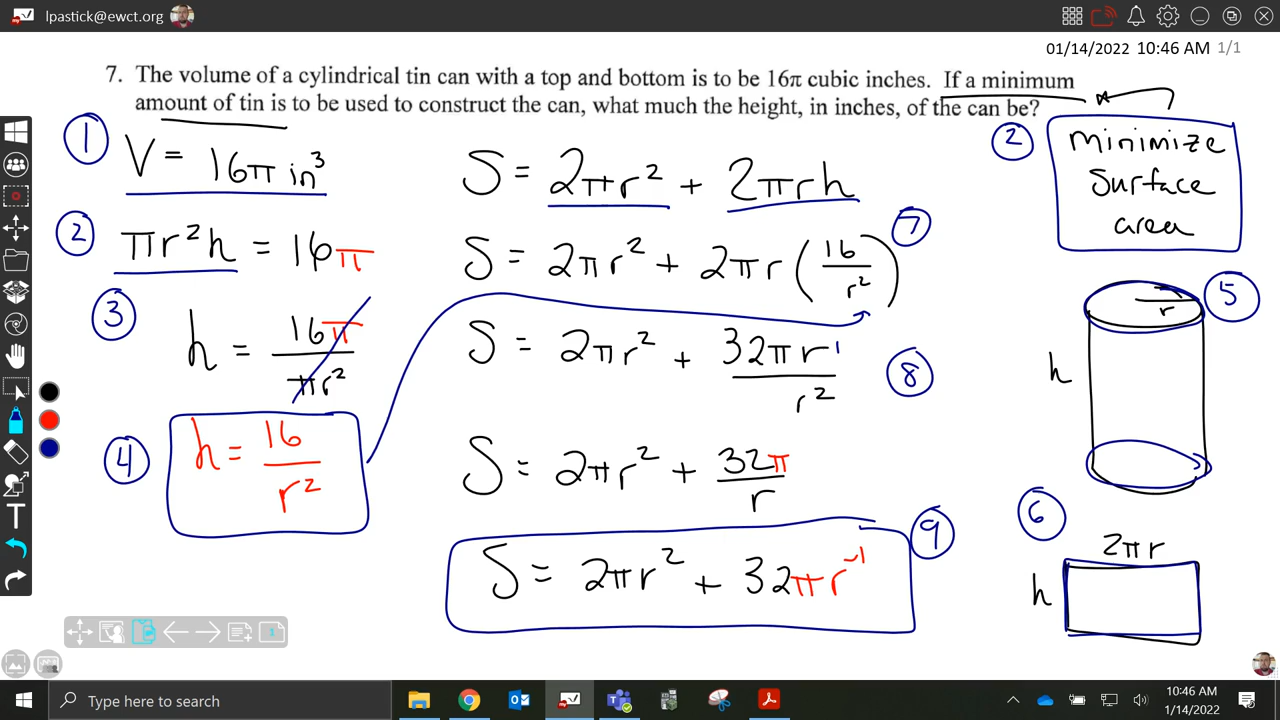 lpastick@ewct.org
01/14/2022 10:46 AM 1/1
7. The volume of a cylindrical tin can with a top and bottom is to be 16π cubic inches. If a minimum
amount of tin is to be used to construct the can, what much the height, in inches, of the can be?
① V = 16π in³
② πr²h = 16π
③ h = 16π / πr²
④ h = 16 / r²
S = 2πr² + 2πrh
⑦ S = 2πr² + 2πr(16 / r²)
⑧ S = 2πr² + 32πr¹ / r²
S = 2πr² + 32π / r
⑨ S = 2πr² + 32πr⁻¹
② minimize
surface
area
⑤ r
h
⑥ 2πr
h
T
1
Type here to search
10:46 AM
1/14/2022